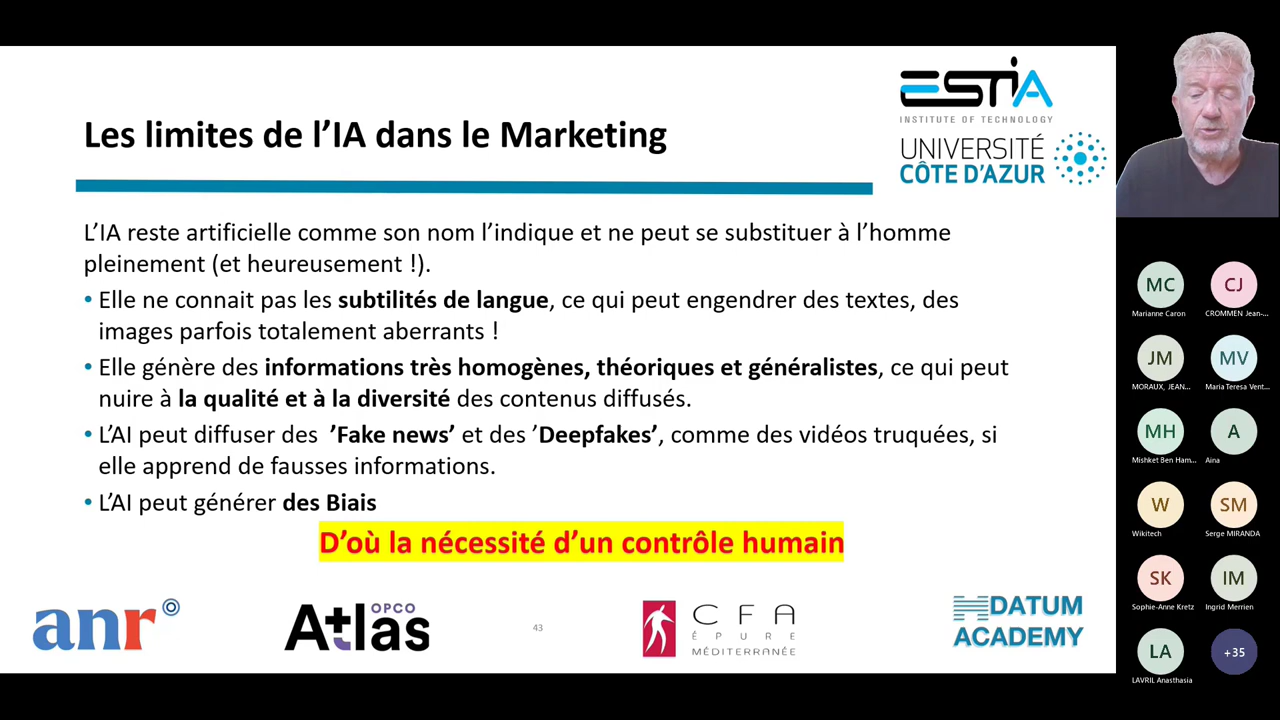 ESTIA
INSTITUTE OF TECHNOLOGY
UNIVERSITÉ
CÔTE D'AZUR
Les limites de l'IA dans le Marketing
L'IA reste artificielle comme son nom l'indique et ne peut se substituer à l'homme
pleinement (et heureusement !).
• Elle ne connait pas les subtilités de langue, ce qui peut engendrer des textes, des
images parfois totalement aberrants !
• Elle génère des informations très homogènes, théoriques et généralistes, ce qui peut
nuire à la qualité et à la diversité des contenus diffusés.
• L'AI peut diffuser des 'Fake news' et des 'Deepfakes', comme des vidéos truquées, si
elle apprend de fausses informations.
• L'AI peut générer des Biais
D'où la nécessité d'un contrôle humain
anr
OPCO
Atlas
43
CFA
ÉPURE
MÉDITERRANÉE
DATUM
ACADEMY
MC
Marianne Caron
CJ
CROMMEN Jean-...
JM
MORAUX, JEAN...
MV
Maria Teresa Vent...
MH
Mishket Ben Ham...
A
Aina
W
Wikitech
SM
Serge MIRANDA
SK
Sophie-Anne Kretz
IM
Ingrid Merrien
LA
LAVRIL Anasthasia
+35